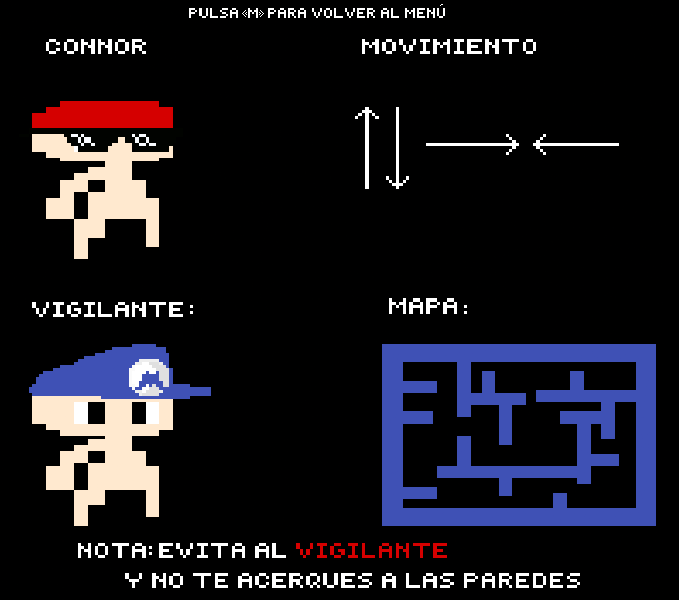 PULSA «M» PARA VOLVER AL MENÚ
CONNOR
MOVIMIENTO
VIGILANTE:
MAPA:
NOTA: EVITA AL VIGILANTE
Y NO TE ACERQUES A LAS PAREDES